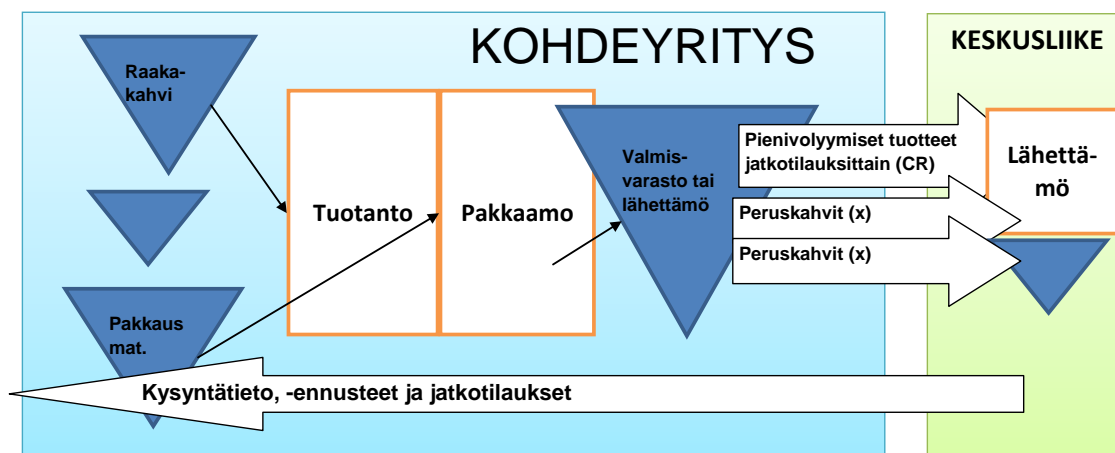 KOHDEYRITYS
KESKUSLIIKE
Raaka-
kahvi
Tuotanto
Pakkaamo
Valmis-
varasto tai
lähettämö
Pienivolyymiset tuotteet
jatkotilauksittain (CR)
Peruskahvit (x)
Peruskahvit (x)
Lähettä-
mö
Pakkaus
mat.
Kysyntätieto, -ennusteet ja jatkotilaukset